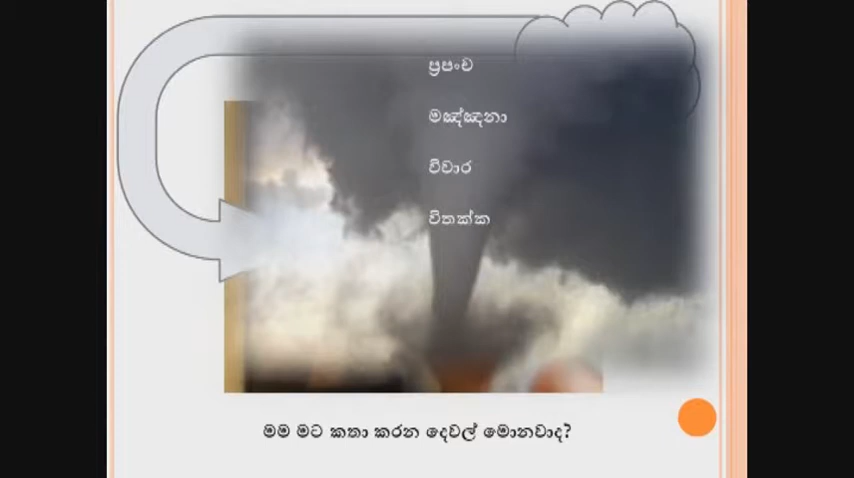 ප්‍රපංච
මඤ්ඤනා
විචාර
විතක්ක
මම මට කතා කරන දෙවල් මොනවාද?